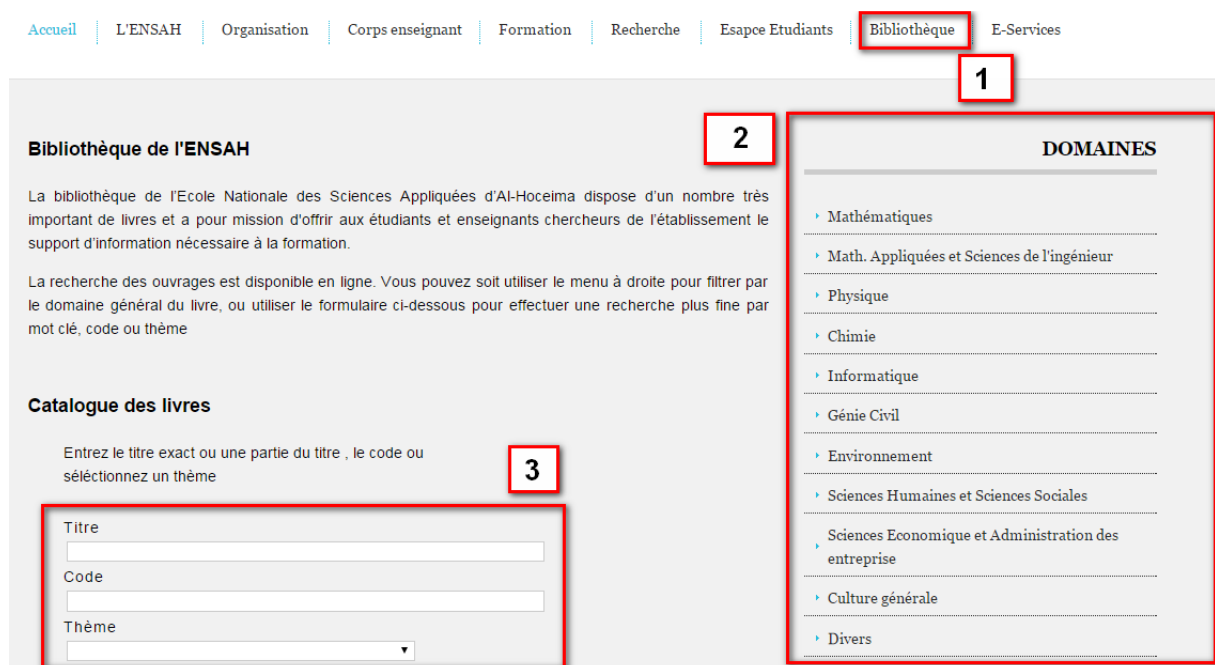 Accueil L'ENSAH Organisation Corps enseignant Formation Recherche Esapce Etudiants Bibliothèque E-Services
1
2
Bibliothèque de l'ENSAH
La bibliothèque de l'Ecole Nationale des Sciences Appliquées d'Al-Hoceima dispose d'un nombre très
important de livres et a pour mission d'offrir aux étudiants et enseignants chercheurs de l'établissement le
support d'information nécessaire à la formation.
La recherche des ouvrages est disponible en ligne. Vous pouvez soit utiliser le menu à droite pour filtrer par
le domaine général du livre, ou utiliser le formulaire ci-dessous pour effectuer une recherche plus fine par
mot clé, code ou thème
Catalogue des livres
Entrez le titre exact ou une partie du titre , le code ou
séléctionnez un thème
3
Titre
Code
Thème
DOMAINES
Mathématiques
Math. Appliquées et Sciences de l'ingénieur
Physique
Chimie
Informatique
Génie Civil
Environnement
Sciences Humaines et Sciences Sociales
Sciences Economique et Administration des
entreprise
Culture générale
Divers